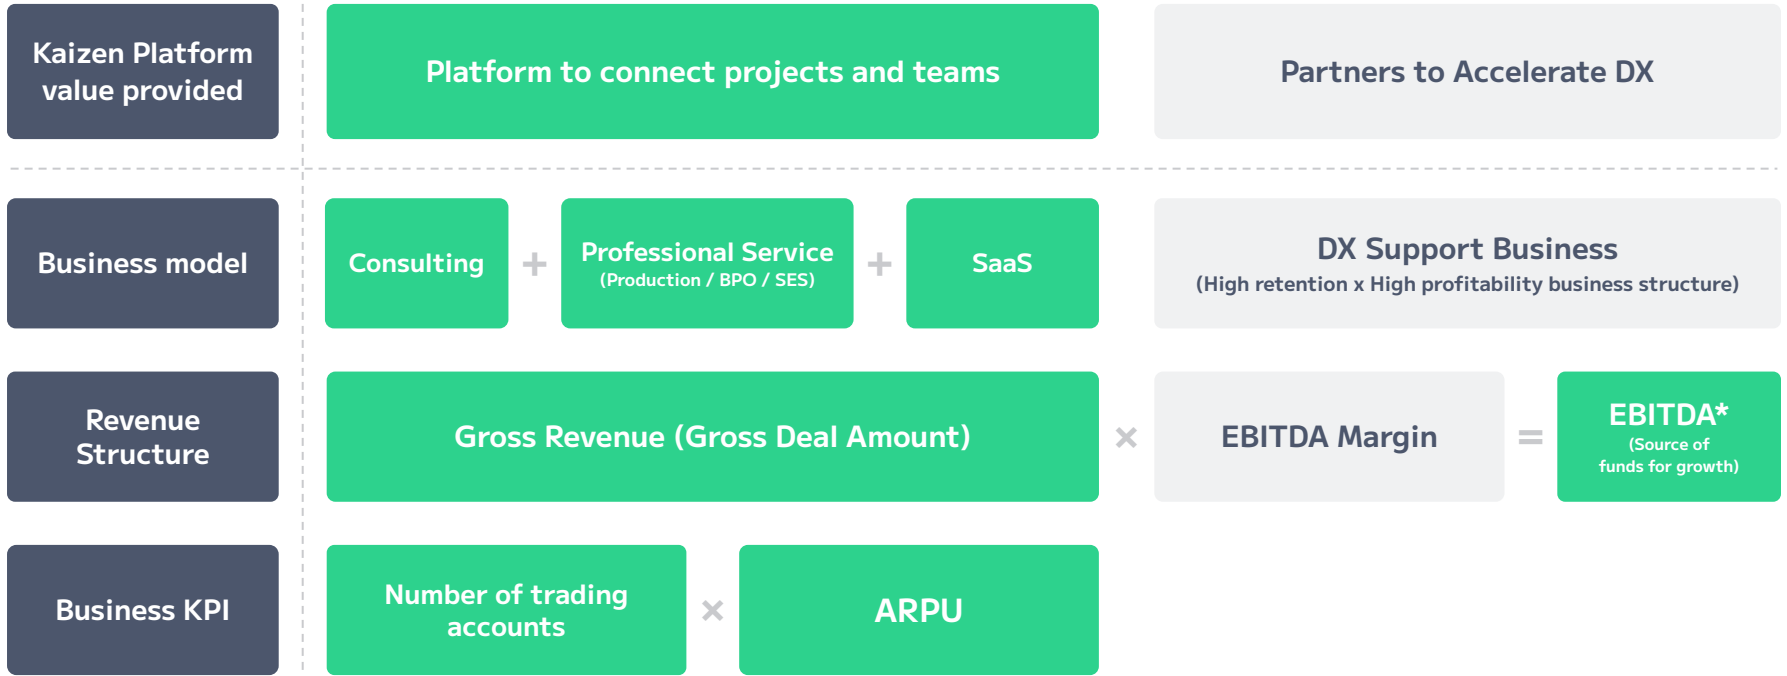 Kaizen Platform
value provided
Platform to connect projects and teams
Partners to Accelerate DX
Business model
Consulting
+
Professional Service
(Production / BPO / SES)
+
SaaS
DX Support Business
(High retention x High profitability business structure)
Revenue
Structure
Gross Revenue (Gross Deal Amount)
×
EBITDA Margin
=
EBITDA*
(Source of
funds for growth)
Business KPI
Number of trading
accounts
×
ARPU